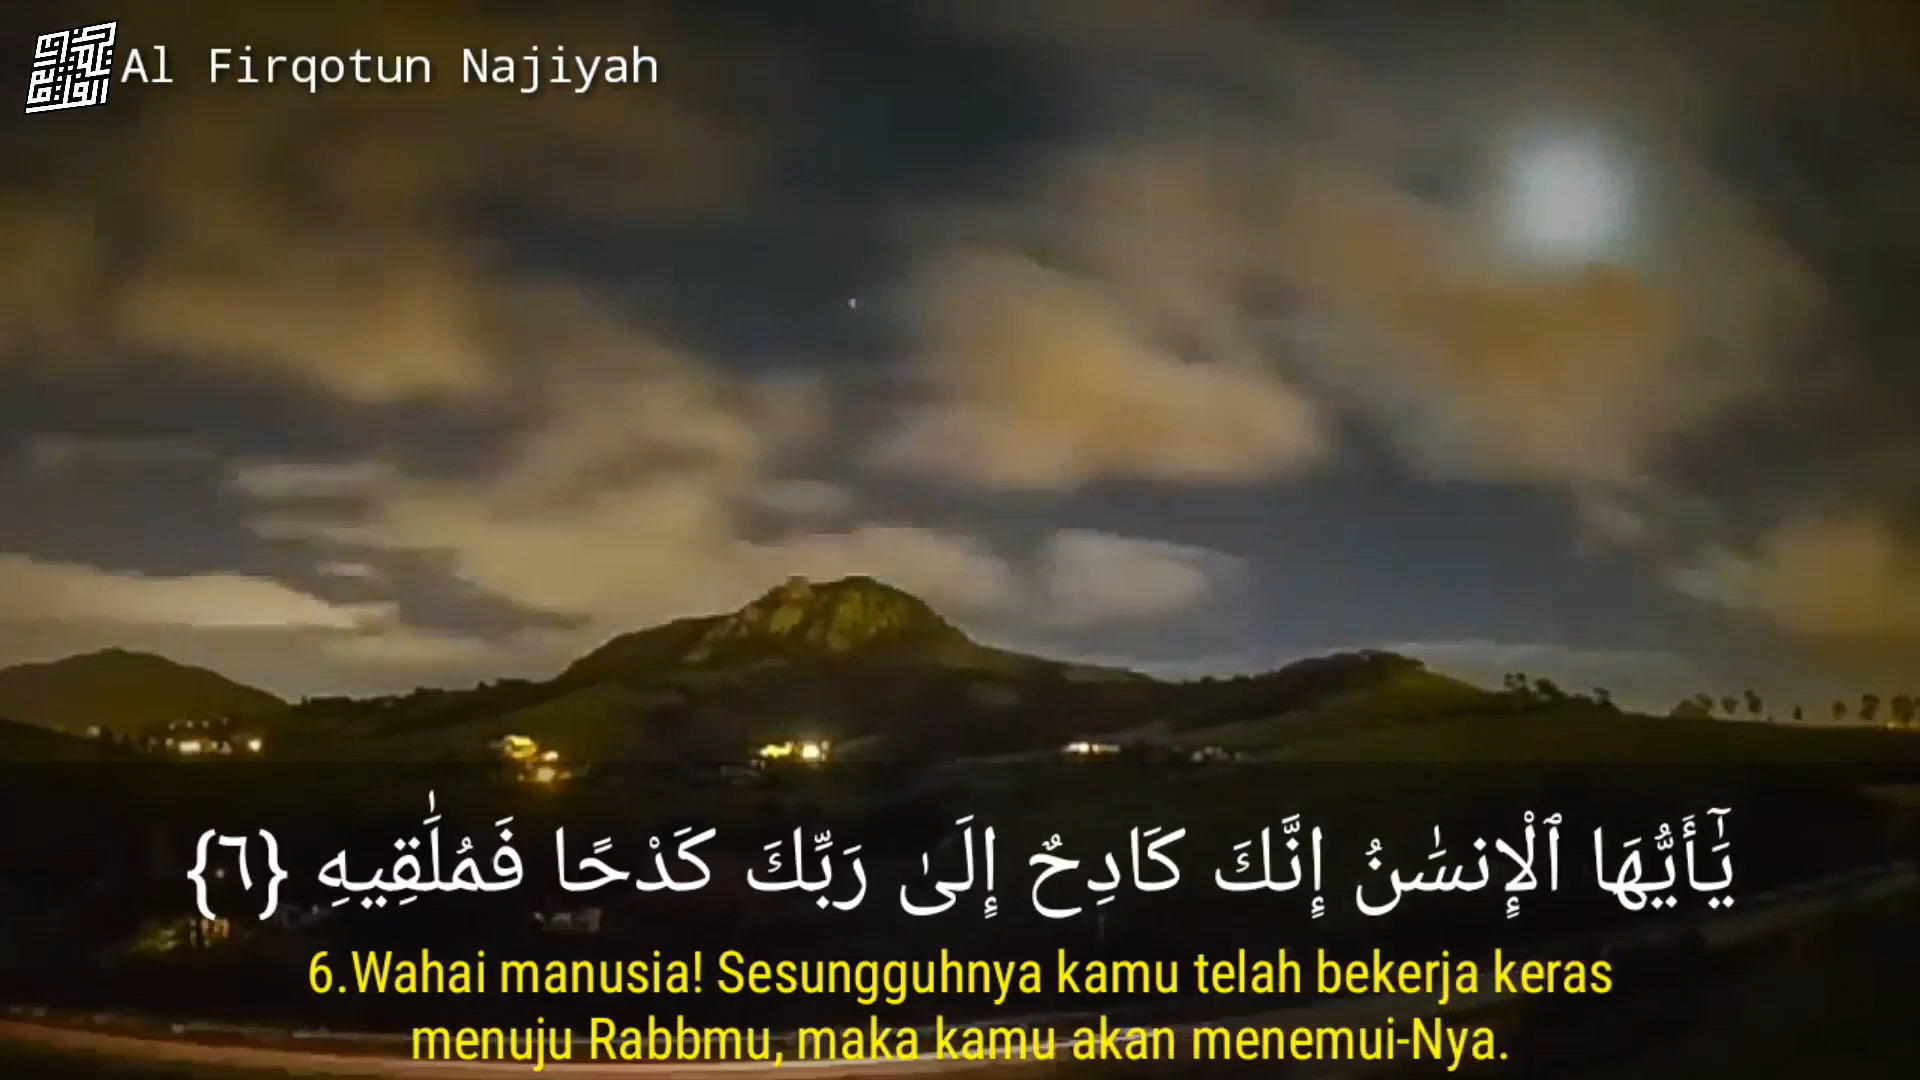 Al Firqotun Najiyah
يَٰٓأَيُّهَا ٱلْإِنسَٰنُ إِنَّكَ كَادِحٌ إِلَىٰ رَبِّكَ كَدْحًا فَمُلَٰقِيهِ {٦}
6.Wahai manusia! Sesungguhnya kamu telah bekerja keras
menuju Rabbmu, maka kamu akan menemui-Nya.